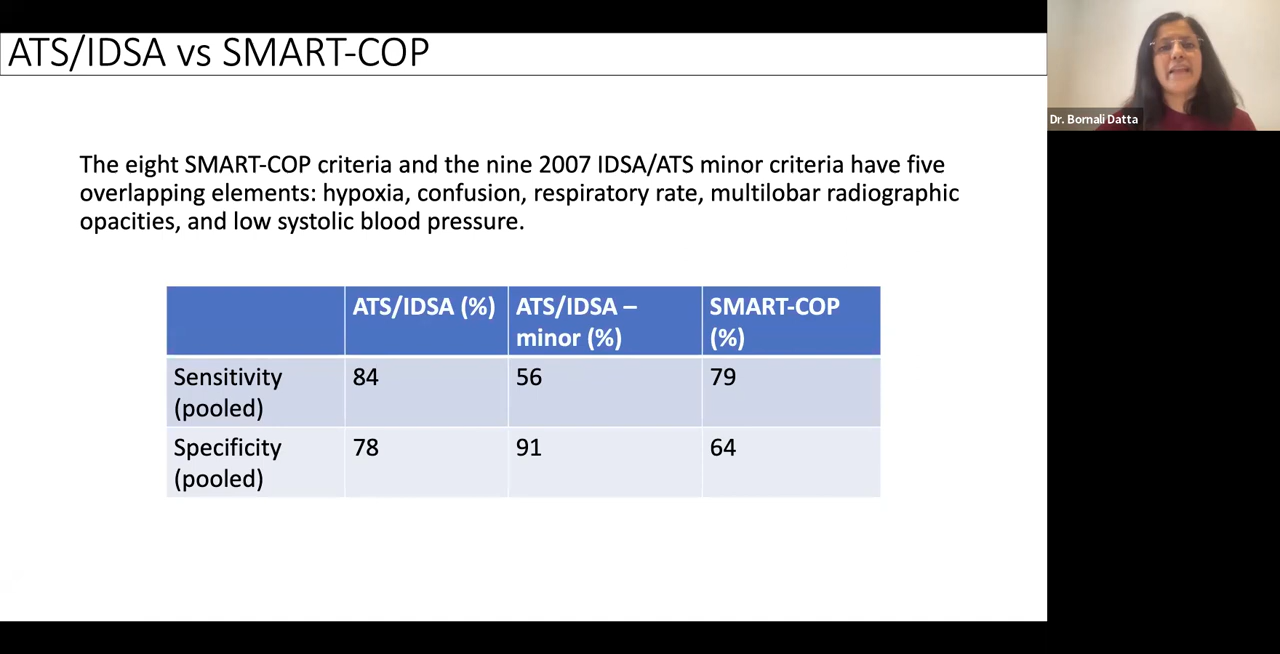 ATS/IDSA vs SMART-COP
Dr. Bornali Datta
The eight SMART-COP criteria and the nine 2007 IDSA/ATS minor criteria have five
overlapping elements: hypoxia, confusion, respiratory rate, multilobar radiographic
opacities, and low systolic blood pressure.
ATS/IDSA (%)
ATS/IDSA –
minor (%)
SMART-COP
(%)
Sensitivity
(pooled)
84
56
79
Specificity
(pooled)
78
91
64